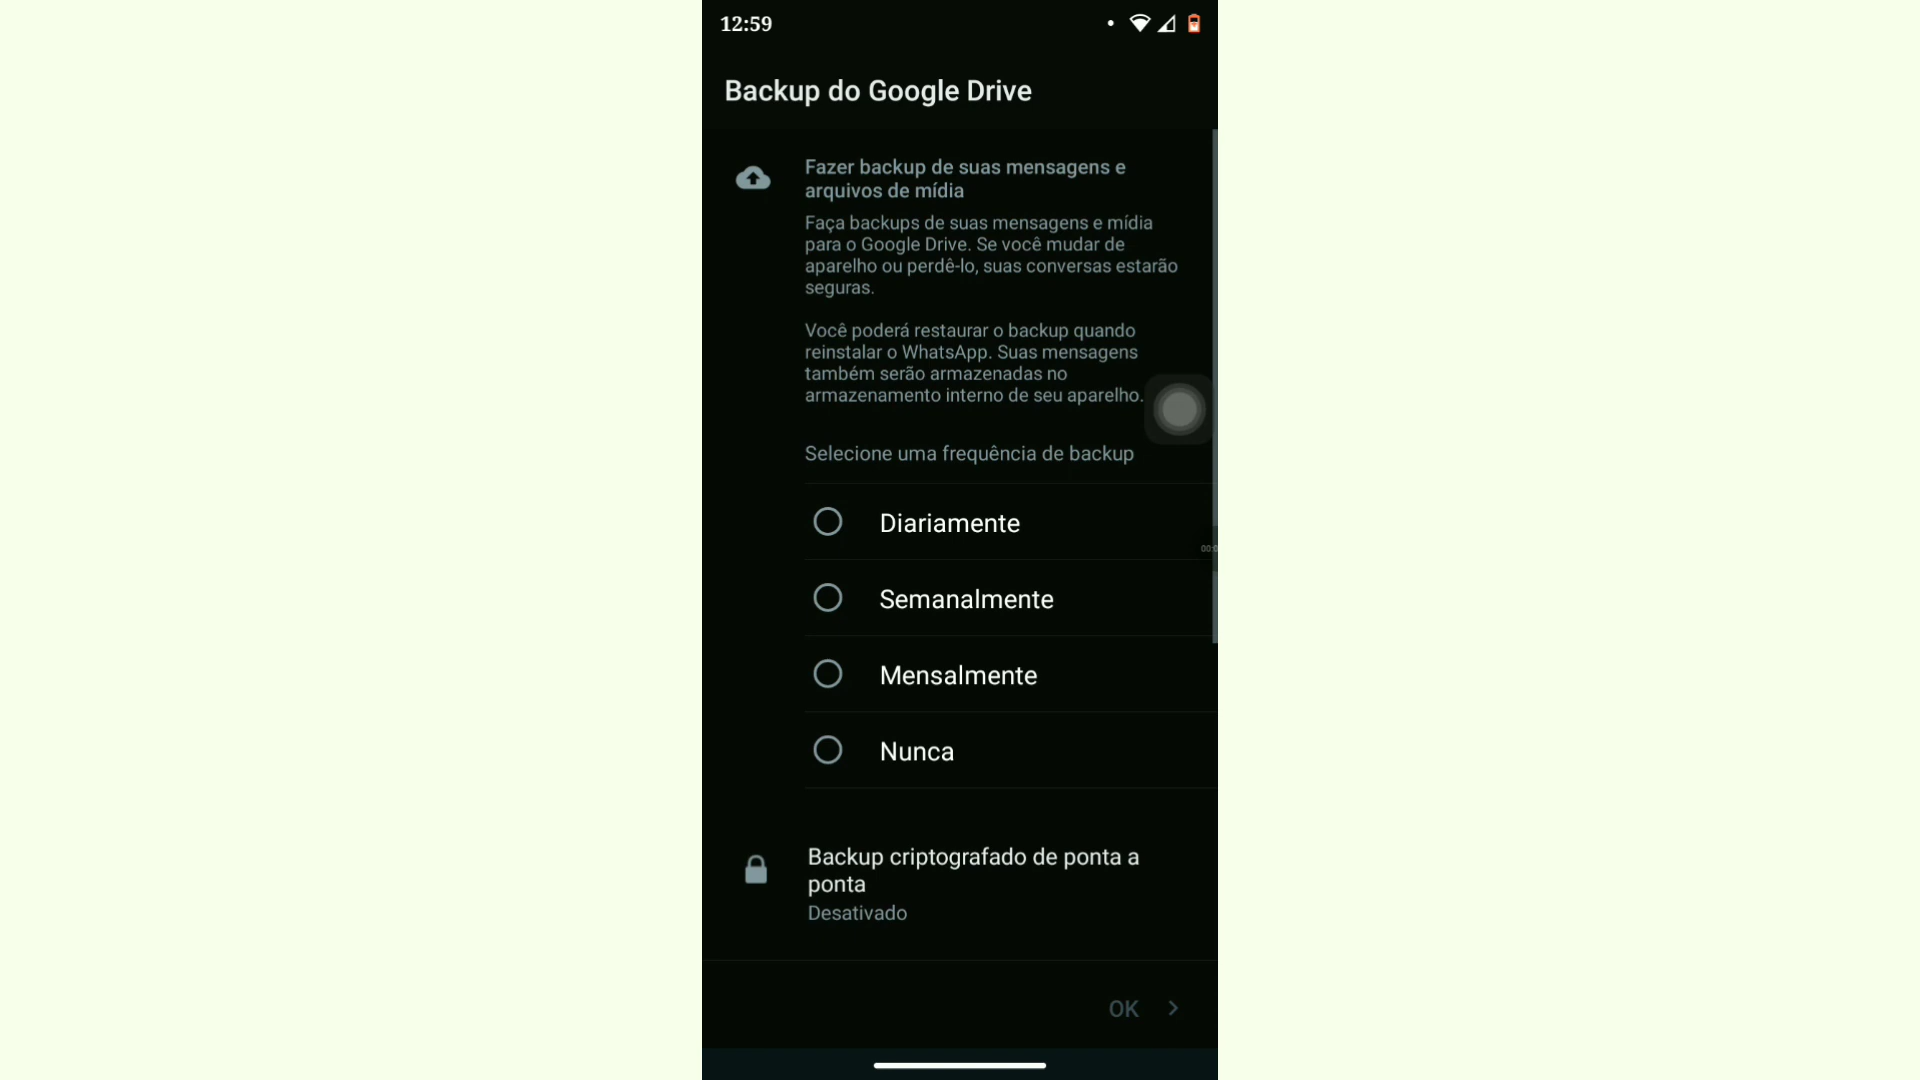 12:59
Backup do Google Drive
Fazer backup de suas mensagens e
arquivos de mídia
Faça backups de suas mensagens e mídia
para o Google Drive. Se você mudar de
aparelho ou perdê-lo, suas conversas estarão
seguras.
Você poderá restaurar o backup quando
reinstalar o WhatsApp. Suas mensagens
também serão armazenadas no
armazenamento interno de seu aparelho.
Selecione uma frequência de backup
Diariamente
Semanalmente
Mensalmente
Nunca
Backup criptografado de ponta a
ponta
Desativado
OK